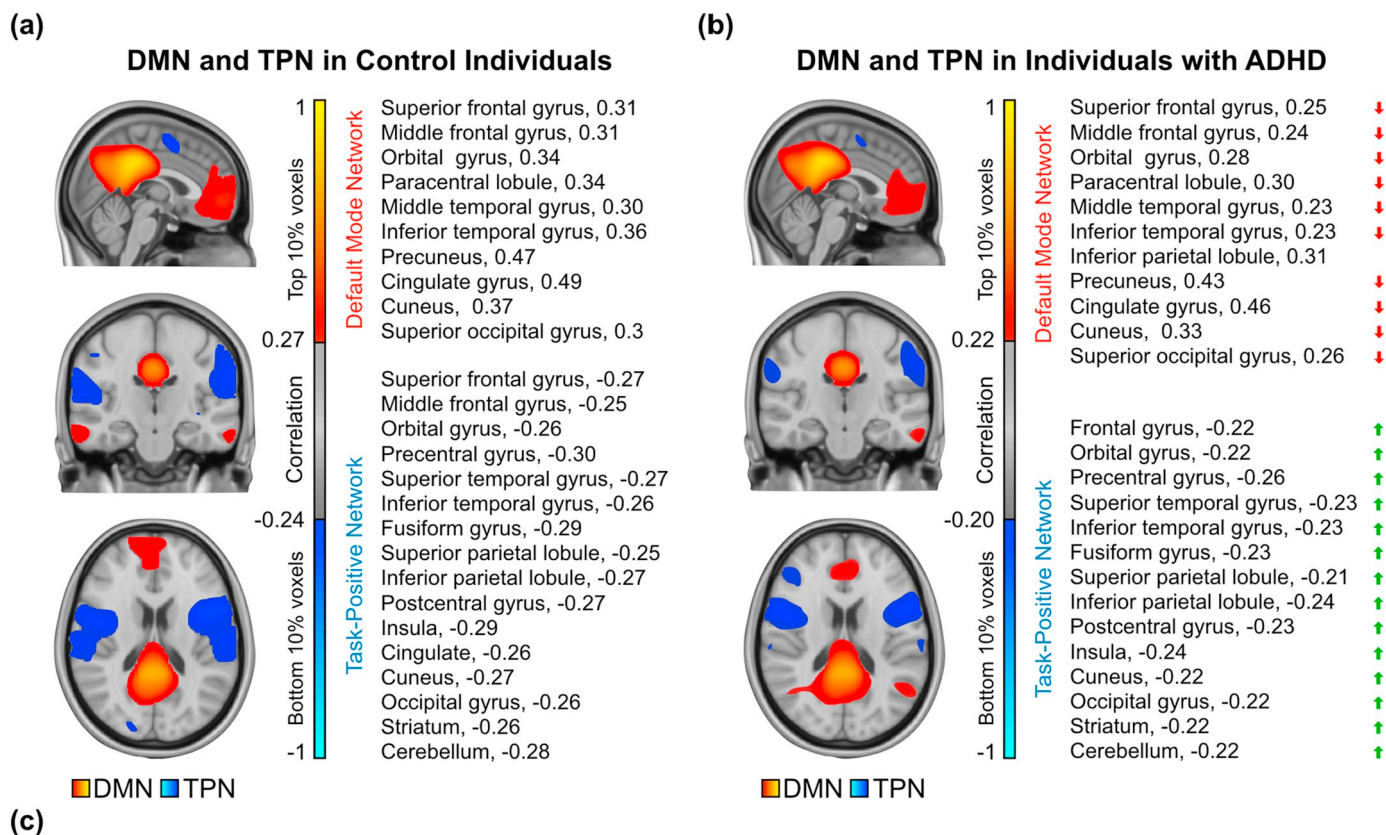 (a)
DMN and TPN in Control Individuals
1
Top 10% voxels
0.27
Correlation
-0.24
Bottom 10% voxels
-1
Default Mode Network
Superior frontal gyrus, 0.31
Middle frontal gyrus, 0.31
Orbital gyrus, 0.34
Paracentral lobule, 0.34
Middle temporal gyrus, 0.30
Inferior temporal gyrus, 0.36
Precuneus, 0.47
Cingulate gyrus, 0.49
Cuneus, 0.37
Superior occipital gyrus, 0.3
Task-Positive Network
Superior frontal gyrus, -0.27
Middle frontal gyrus, -0.25
Orbital gyrus, -0.26
Precentral gyrus, -0.30
Superior temporal gyrus, -0.27
Inferior temporal gyrus, -0.26
Fusiform gyrus, -0.29
Superior parietal lobule, -0.25
Inferior parietal lobule, -0.27
Postcentral gyrus, -0.27
Insula, -0.29
Cingulate, -0.26
Cuneus, -0.27
Occipital gyrus, -0.26
Striatum, -0.26
Cerebellum, -0.28
DMN TPN
(b)
DMN and TPN in Individuals with ADHD
1
Top 10% voxels
0.22
Correlation
-0.20
Bottom 10% voxels
-1
Default Mode Network
Superior frontal gyrus, 0.25
Middle frontal gyrus, 0.24
Orbital gyrus, 0.28
Paracentral lobule, 0.30
Middle temporal gyrus, 0.23
Inferior temporal gyrus, 0.23
Inferior parietal lobule, 0.31
Precuneus, 0.43
Cingulate gyrus, 0.46
Cuneus, 0.33
Superior occipital gyrus, 0.26
Task-Positive Network
Frontal gyrus, -0.22
Orbital gyrus, -0.22
Precentral gyrus, -0.26
Superior temporal gyrus, -0.23
Inferior temporal gyrus, -0.23
Fusiform gyrus, -0.23
Superior parietal lobule, -0.21
Inferior parietal lobule, -0.24
Postcentral gyrus, -0.23
Insula, -0.24
Cuneus, -0.22
Occipital gyrus, -0.22
Striatum, -0.22
Cerebellum, -0.22
DMN TPN
(c)